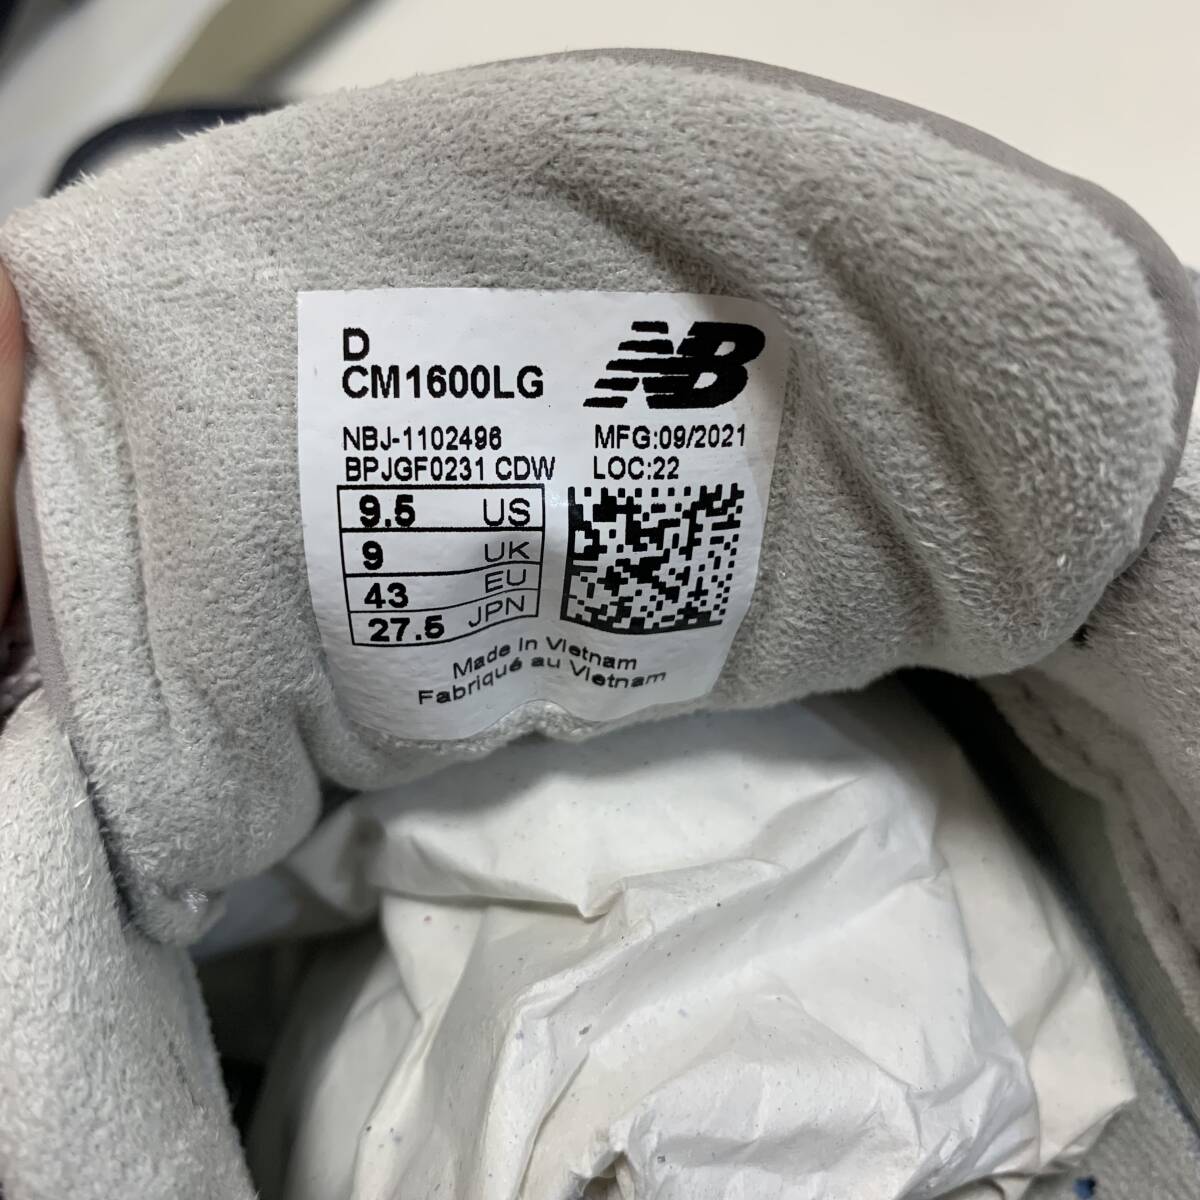 D
CM1600LG
NB
NBJ-1102496
MFG:09/2021
BPJGF0231 CDW
LOC:22
9.5 US
9 UK
43 EU
27.5 JPN
Made In Vietnam
Fabriqué au Vietnam